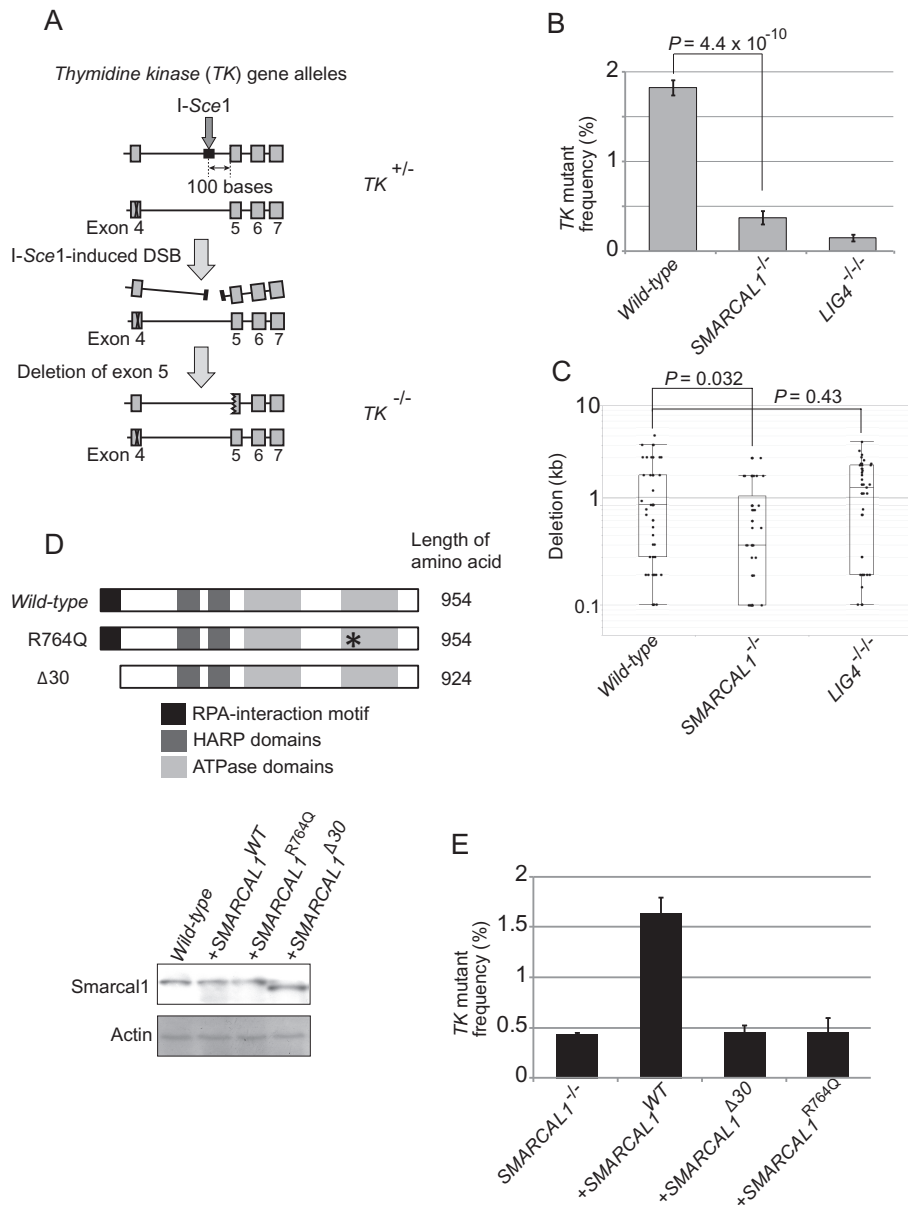 A
Thymidine kinase (TK) gene alleles
I-Sce1
100 bases
TK +/-
Exon 4 5 6 7
I-Sce1-induced DSB
Exon 4 5 6 7
Deletion of exon 5
TK -/-
Exon 4 5 6 7
B
P = 4.4 x 10-10
TK mutant
frequency (%)
2
1
0
Wild-type
SMARCAL1-/-
LIG4-/-/-
C
P = 0.032
P = 0.43
Deletion (kb)
10
1
0.1
Wild-type
SMARCAL1-/-
LIG4-/-/-
D
Length of
amino acid
Wild-type 954
R764Q * 954
Δ30 924
RPA-interaction motif
HARP domains
ATPase domains
Wild-type
+SMARCAL1WT
+SMARCAL1R764Q
+SMARCAL1Δ30
Smarcal1
Actin
E
TK mutant
frequency (%)
2
1.5
1
0.5
0
SMARCAL1-/-
+SMARCAL1WT
+SMARCAL1Δ30
+SMARCAL1R764Q